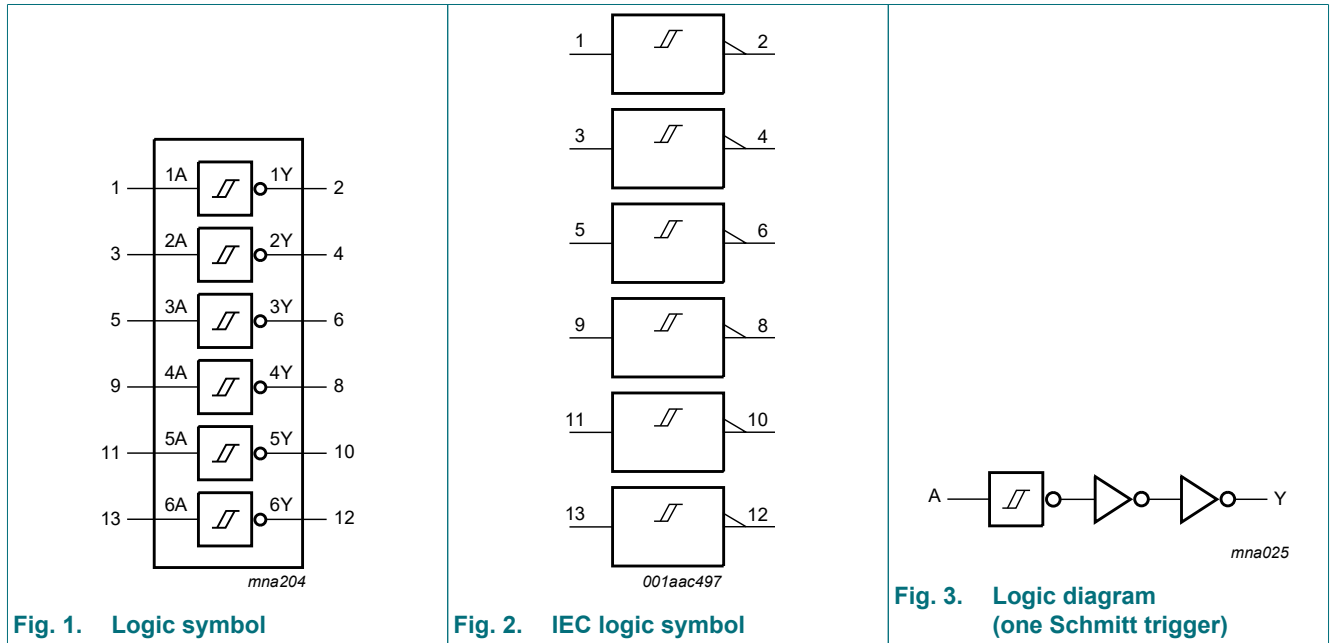 1 1A 1Y 2
3 2A 2Y 4
5 3A 3Y 6
9 4A 4Y 8
11 5A 5Y 10
13 6A 6Y 12
mna204
Fig. 1. Logic symbol
1 2
3 4
5 6
9 8
11 10
13 12
001aac497
Fig. 2. IEC logic symbol
A Y
mna025
Fig. 3. Logic diagram
(one Schmitt trigger)